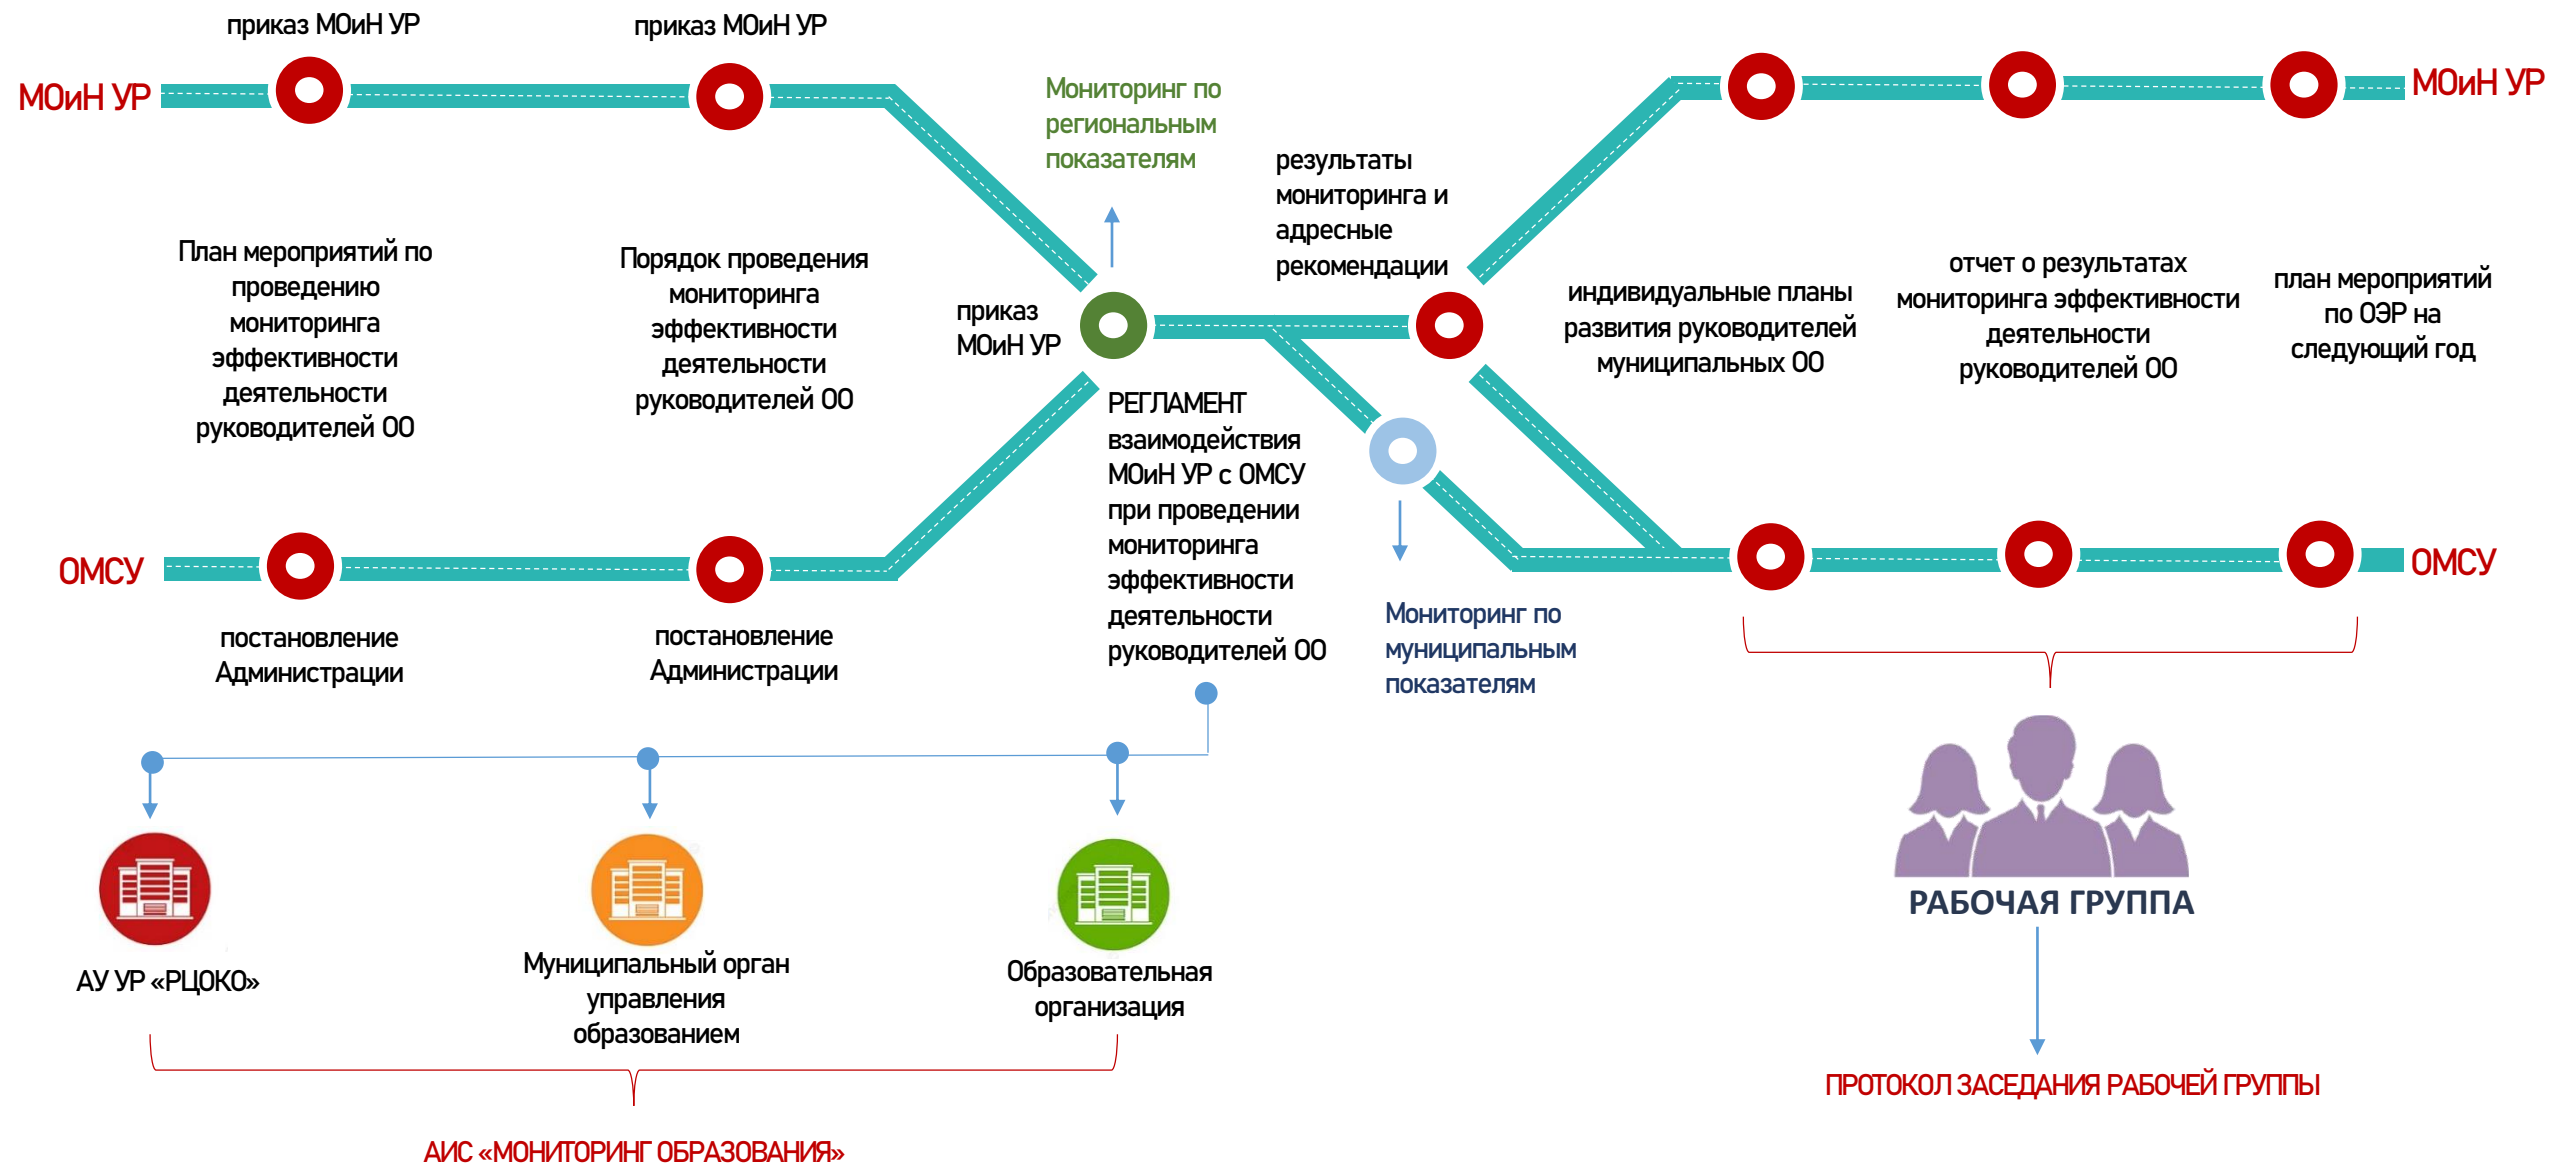 приказ МОиН УР
приказ МОиН УР
МОиН УР
МОиН УР
Мониторинг по
региональным
показателям
результаты
мониторинга и
адресные
рекомендации
План мероприятий по
проведению
мониторинга
эффективности
деятельности
руководителей ОО
Порядок проведения
мониторинга
эффективности
деятельности
руководителей ОО
приказ
МОиН УР
индивидуальные планы
развития руководителей
муниципальных ОО
отчет о результатах
мониторинга эффективности
деятельности
руководителей ОО
план мероприятий
по ОЭР на
следующий год
РЕГЛАМЕНТ
взаимодействия
МОиН УР с ОМСУ
при проведении
мониторинга
эффективности
деятельности
руководителей ОО
ОМСУ
ОМСУ
постановление
Администрации
постановление
Администрации
Мониторинг по
муниципальным
показателям
АУ УР «РЦОКО»
Муниципальный орган
управления
образованием
Образовательная
организация
РАБОЧАЯ ГРУППА
ПРОТОКОЛ ЗАСЕДАНИЯ РАБОЧЕЙ ГРУППЫ
АИС «МОНИТОРИНГ ОБРАЗОВАНИЯ»